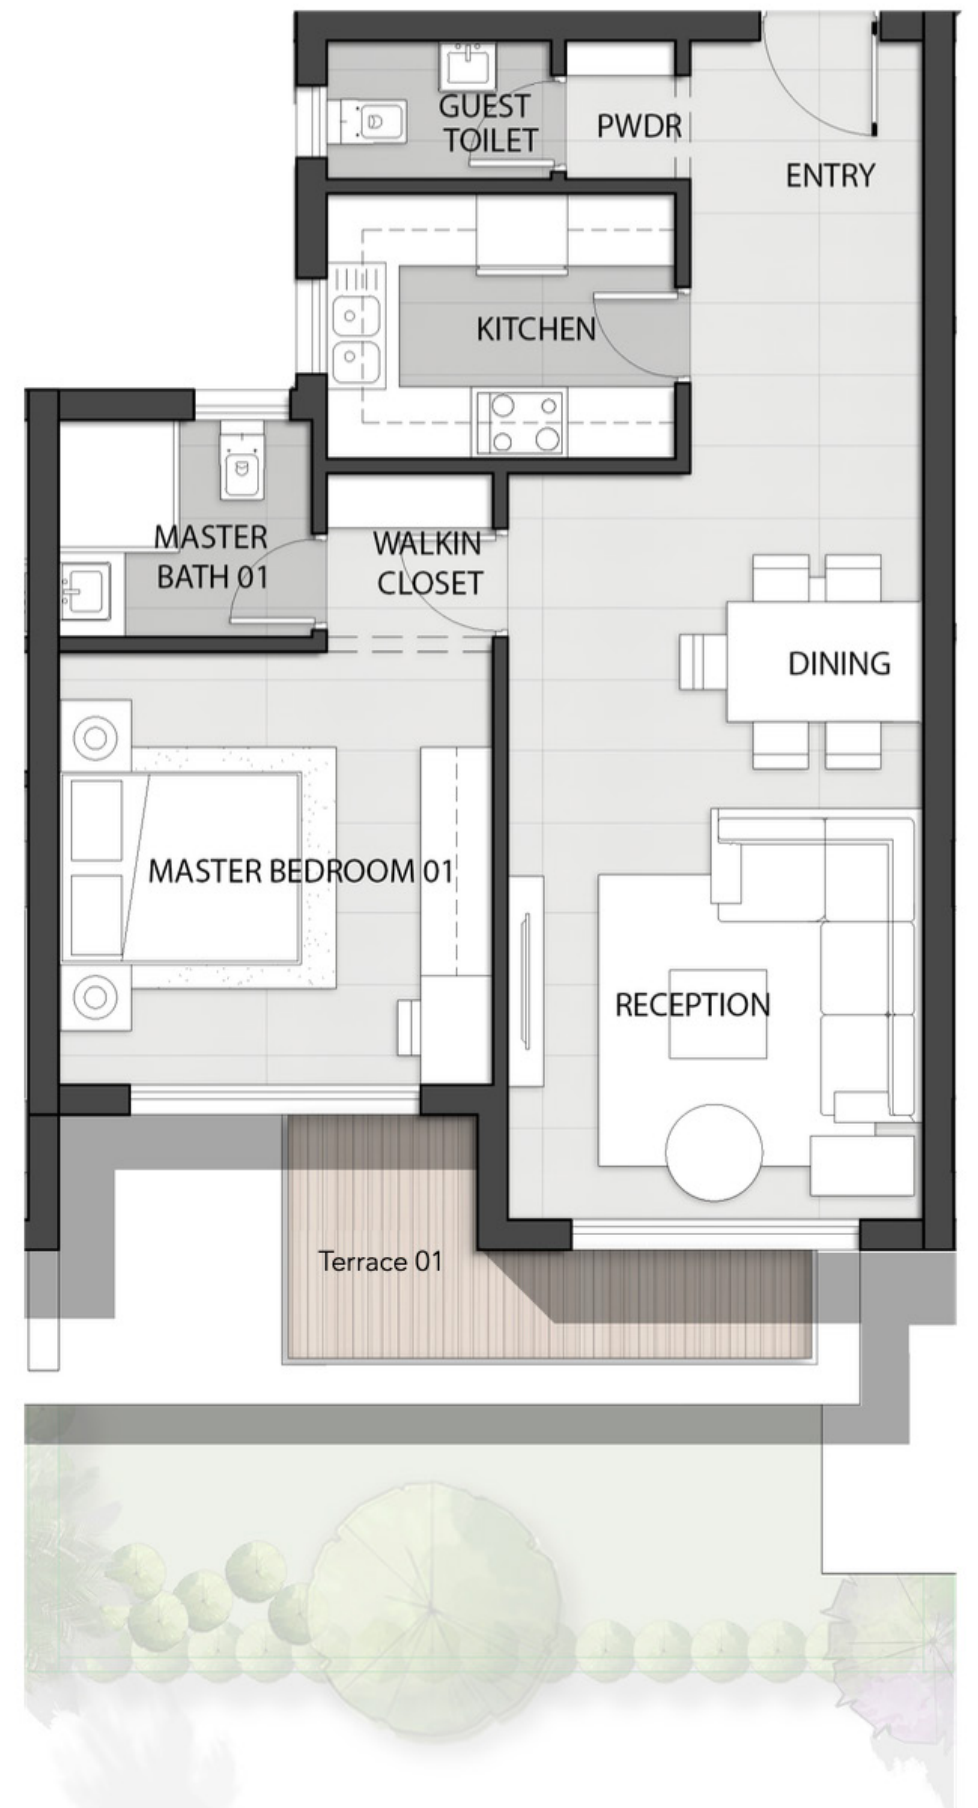 GUEST
TOILET
PWDR
ENTRY
KITCHEN
MASTER
BATH 01
WALKIN
CLOSET
DINING
MASTER BEDROOM 01
RECEPTION
Terrace 01